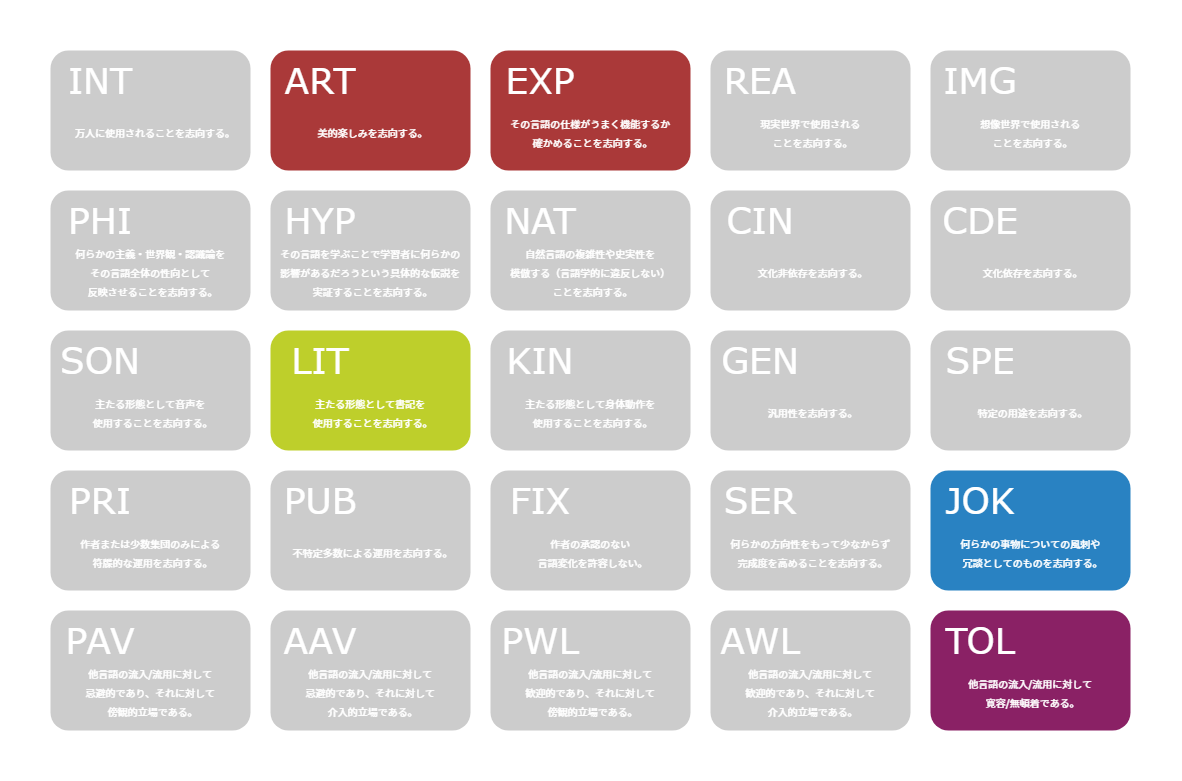 INT
万人に使用されることを志向する。
ART
美的楽しみを志向する。
EXP
その言語の仕様がうまく機能するか
確かめることを志向する。
REA
現実世界で使用される
ことを志向する。
IMG
想像世界で使用される
ことを志向する。
PHI
何らかの主義・世界観・認識論を
その言語全体の性向として
反映させることを志向する。
HYP
その言語を学ぶことで学習者に何らかの
影響があるだろうという具体的な仮説を
実証することを志向する。
NAT
自然言語の複雑性や史実性を
模倣する（言語学的に違反しない）
ことを志向する。
CIN
文化非依存を志向する。
CDE
文化依存を志向する。
SON
主たる形態として音声を
使用することを志向する。
LIT
主たる形態として書記を
使用することを志向する。
KIN
主たる形態として身体動作を
使用することを志向する。
GEN
汎用性を志向する。
SPE
特定の用途を志向する。
PRI
作者または少数集団のみによる
符牒的な運用を志向する。
PUB
不特定多数による運用を志向する。
FIX
作者の承認のない
言語変化を許容しない。
SER
何らかの方向性をもって少なからず
完成度を高めることを志向する。
JOK
何らかの事物についての風刺や
冗談としてのものを志向する。
PAV
他言語の流入/流用に対して
忌避的であり、それに対して
傍観的立場である。
AAV
他言語の流入/流用に対して
忌避的であり、それに対して
介入的立場である。
PWL
他言語の流入/流用に対して
歓迎的であり、それに対して
傍観的立場である。
AWL
他言語の流入/流用に対して
歓迎的であり、それに対して
介入的立場である。
TOL
他言語の流入/流用に対して
寛容/無頓着である。